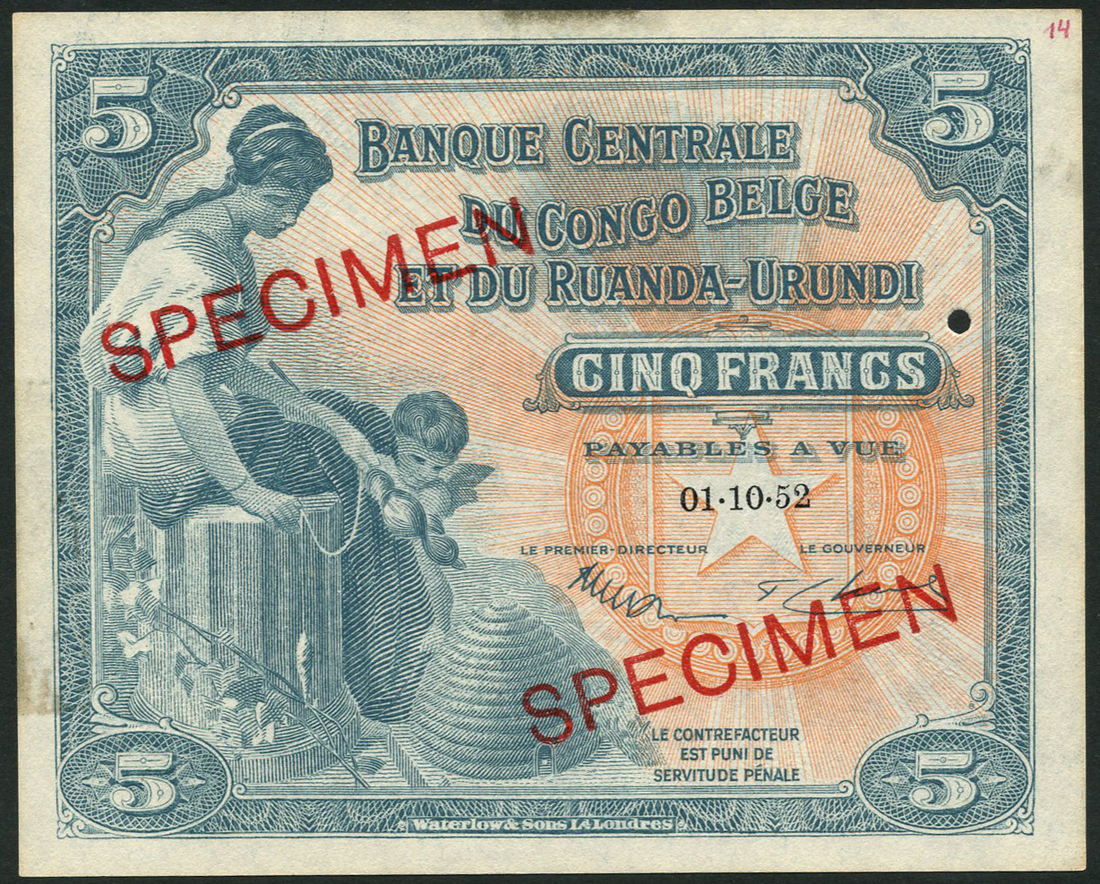 14
5 5
BANQUE CENTRALE
DU CONGO BELGE
ET DU RUANDA-URUNDI
SPECIMEN
CINQ FRANCS
PAYABLES A VUE
01·10·52
LE PREMIER-DIRECTEUR LE GOUVERNEUR
SPECIMEN
LE CONTREFACTEUR
EST PUNI DE
SERVITUDE PÉNALE
5 5
Waterlow & Sons Ld Londres